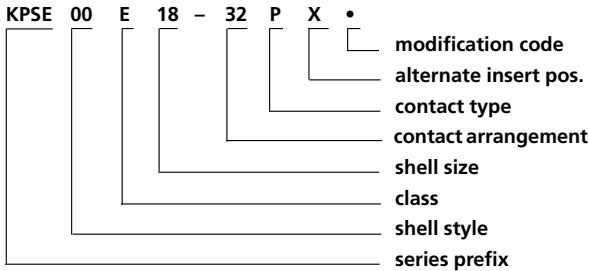 KPSE 00 E 18 – 32 P X •
modification code
alternate insert pos.
contact type
contact arrangement
shell size
class
shell style
series prefix